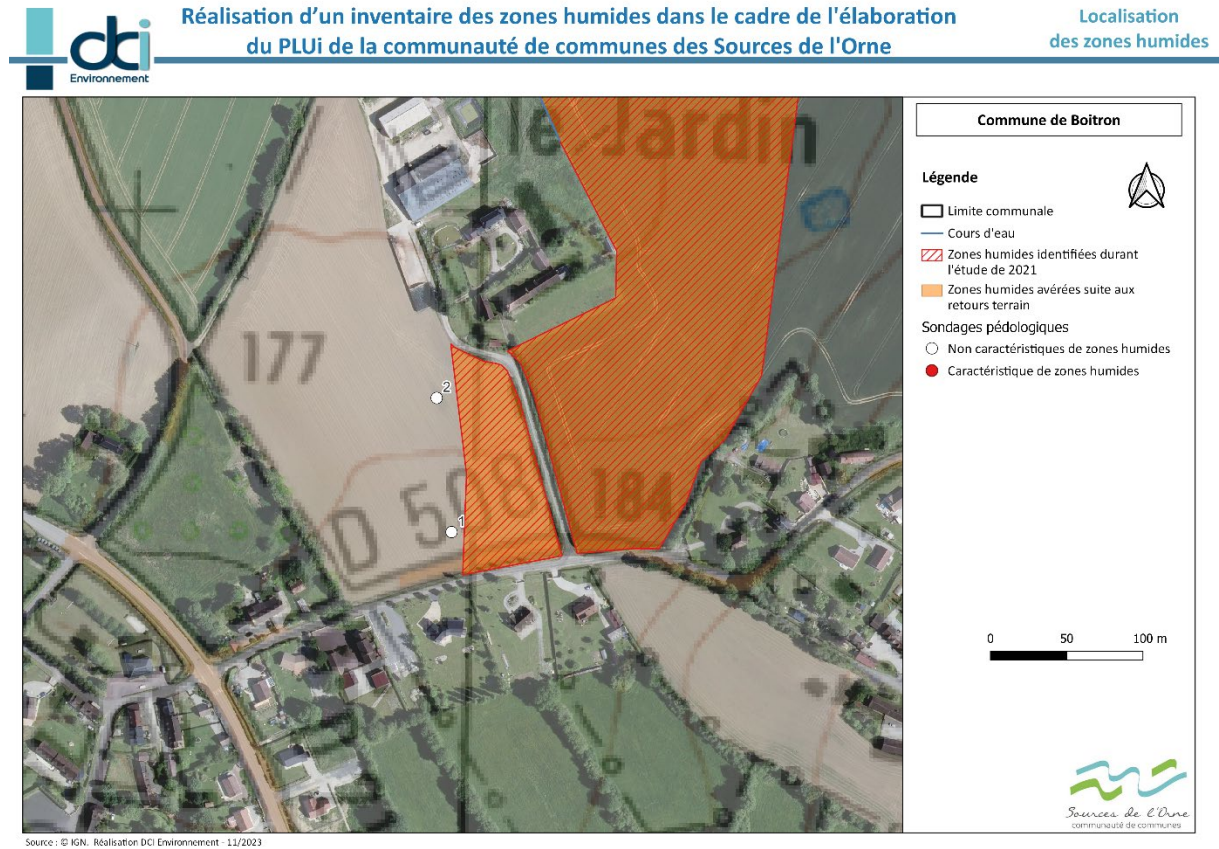 Réalisation d’un inventaire des zones humides dans le cadre de l'élaboration
du PLUi de la communauté de communes des Sources de l'Orne
Localisation
des zones humides
dci
Environnement
Commune de Boitron
Légende
Limite communale
Cours d'eau
Zones humides identifiées durant
l'étude de 2021
Zones humides avérées suite aux
retours terrain
Sondages pédologiques
Non caractéristiques de zones humides
Caractéristique de zones humides
le Jardin
177
2
D 508
184
1
0 50 100 m
Sources de l'Orne
communauté de communes
Source : © IGN. Réalisation DCI Environnement - 11/2023